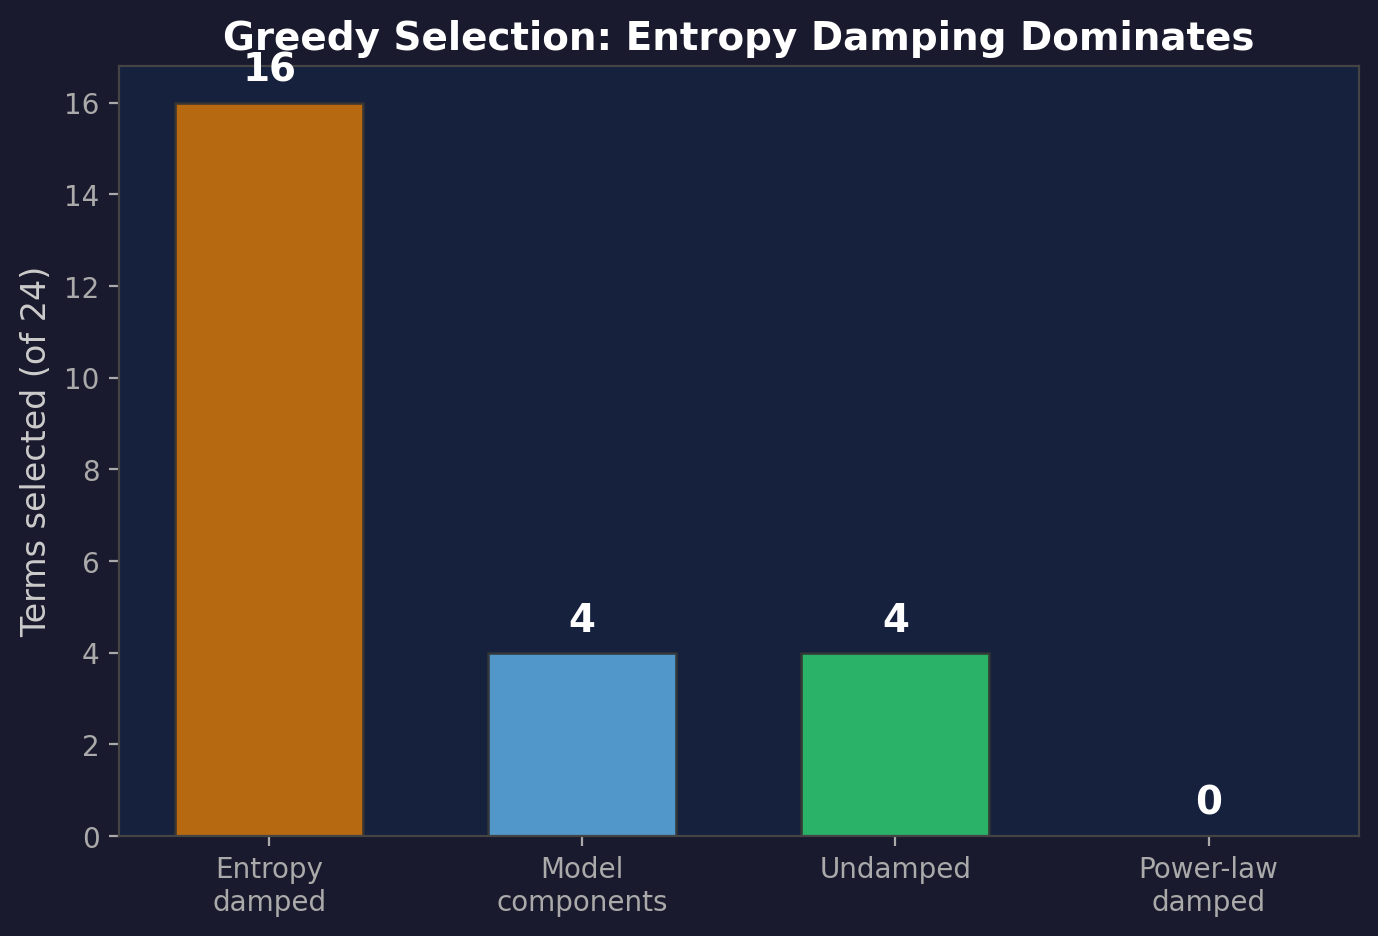 Greedy Selection: Entropy Damping Dominates
16
16
14
12
10
8
6
4
2
0
Terms selected (of 24)
4
4
0
Entropy
damped
Model
components
Undamped
Power-law
damped